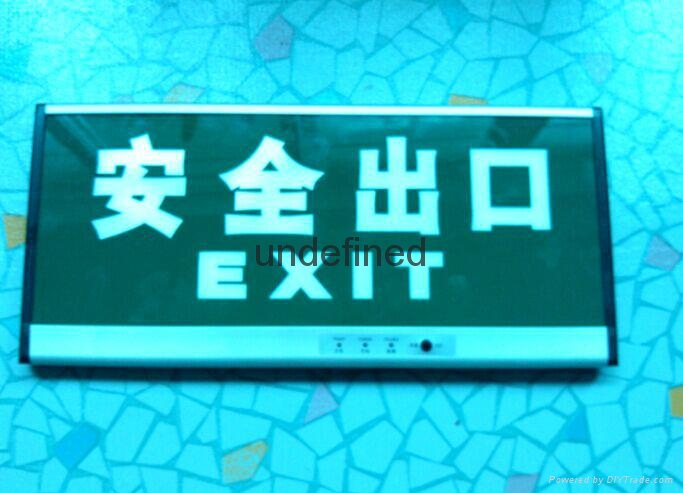 安全出口
undefined
EXIT
Powered by DIYTrade.com